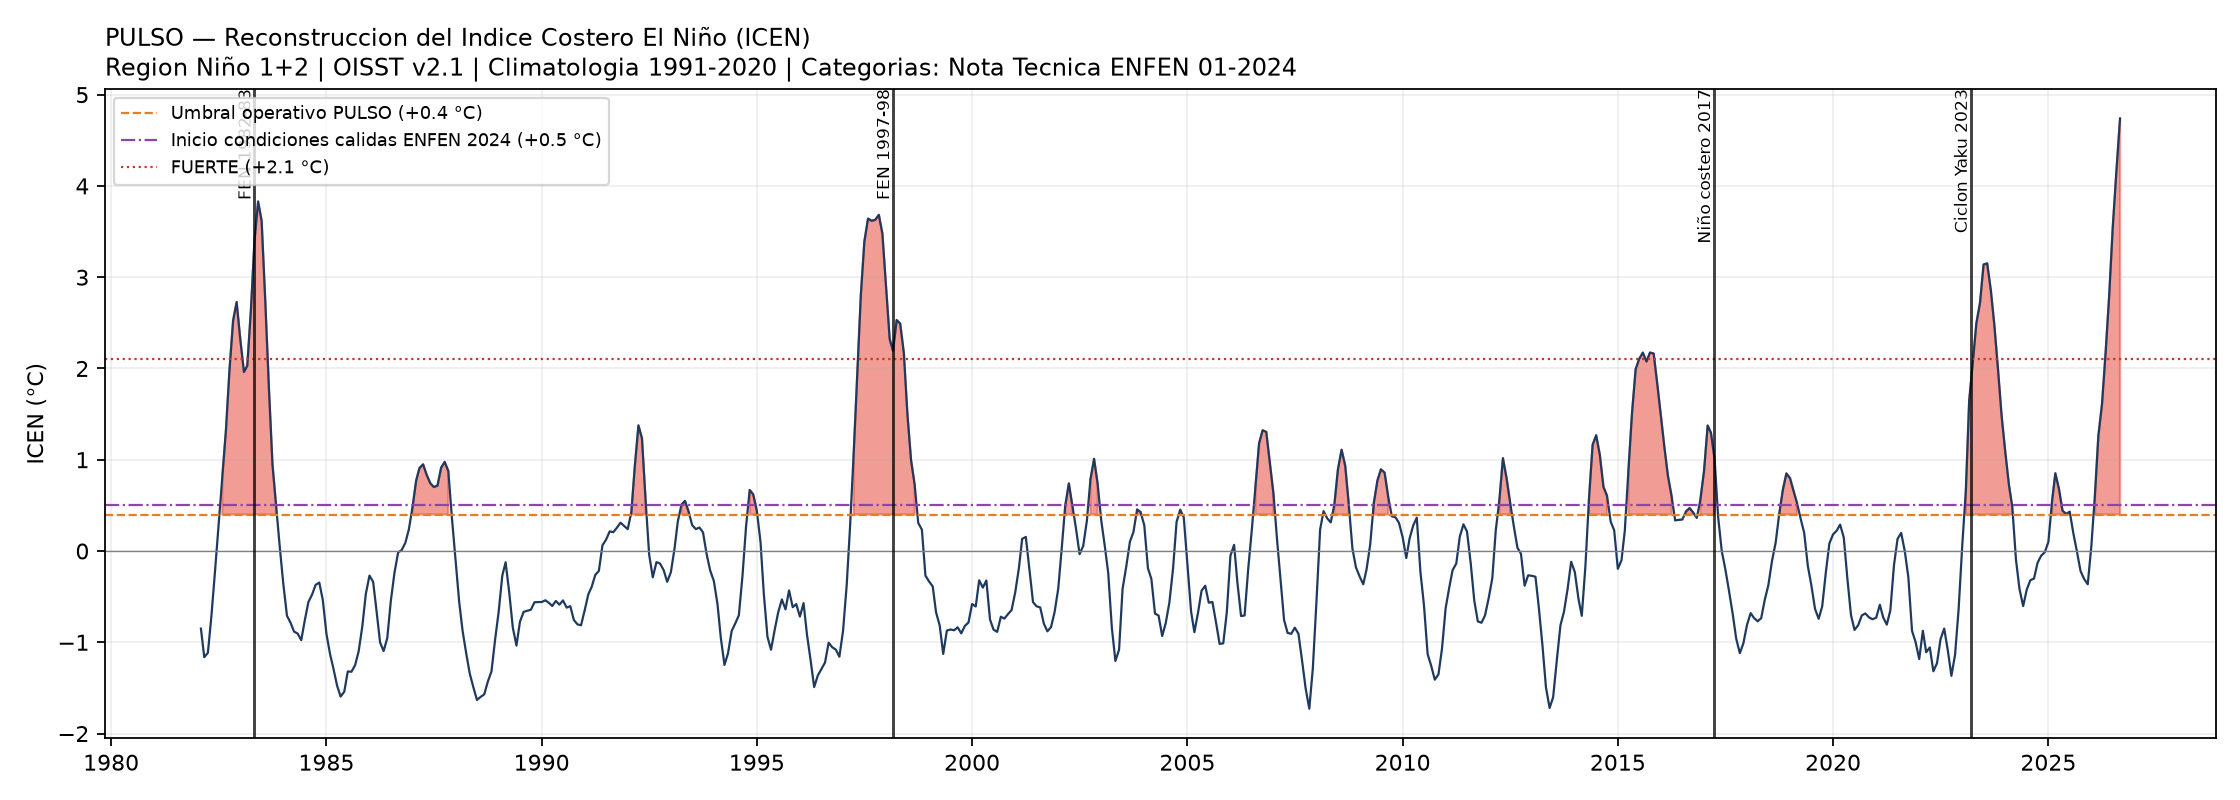 PULSO — Reconstruccion del Indice Costero El Niño (ICEN)
Region Niño 1+2 | OISST v2.1 | Climatologia 1991-2020 | Categorias: Nota Tecnica ENFEN 01-2024
Umbral operativo PULSO (+0.4 °C)
Inicio condiciones calidas ENFEN 2024 (+0.5 °C)
FUERTE (+2.1 °C)
FEN 1982-83
FEN 1997-98
Niño costero 2017
Ciclon Yaku 2023
ICEN (°C)
5
4
3
2
1
0
−1
−2
1980
1985
1990
1995
2000
2005
2010
2015
2020
2025